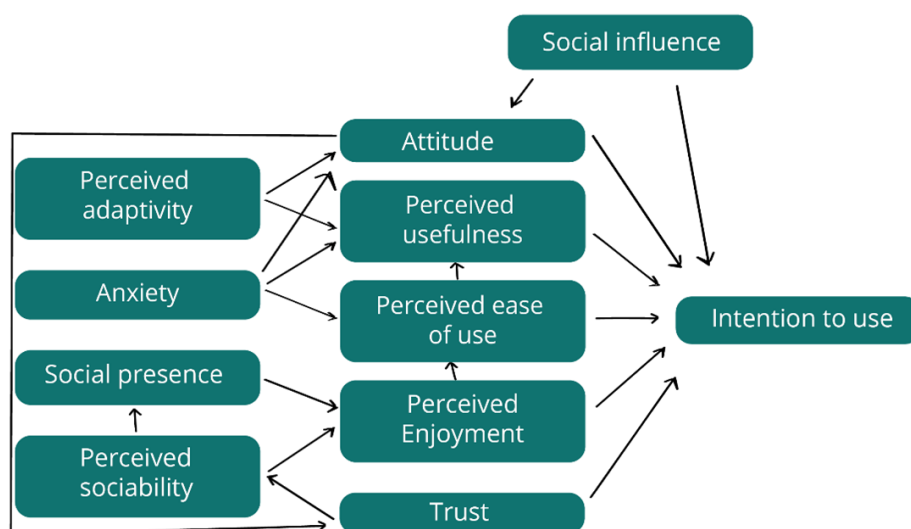 Social influence
Attitude
Perceived
adaptivity
Perceived
usefulness
Anxiety
Perceived ease
of use
Intention to use
Social presence
Perceived
Enjoyment
Perceived
sociability
Trust